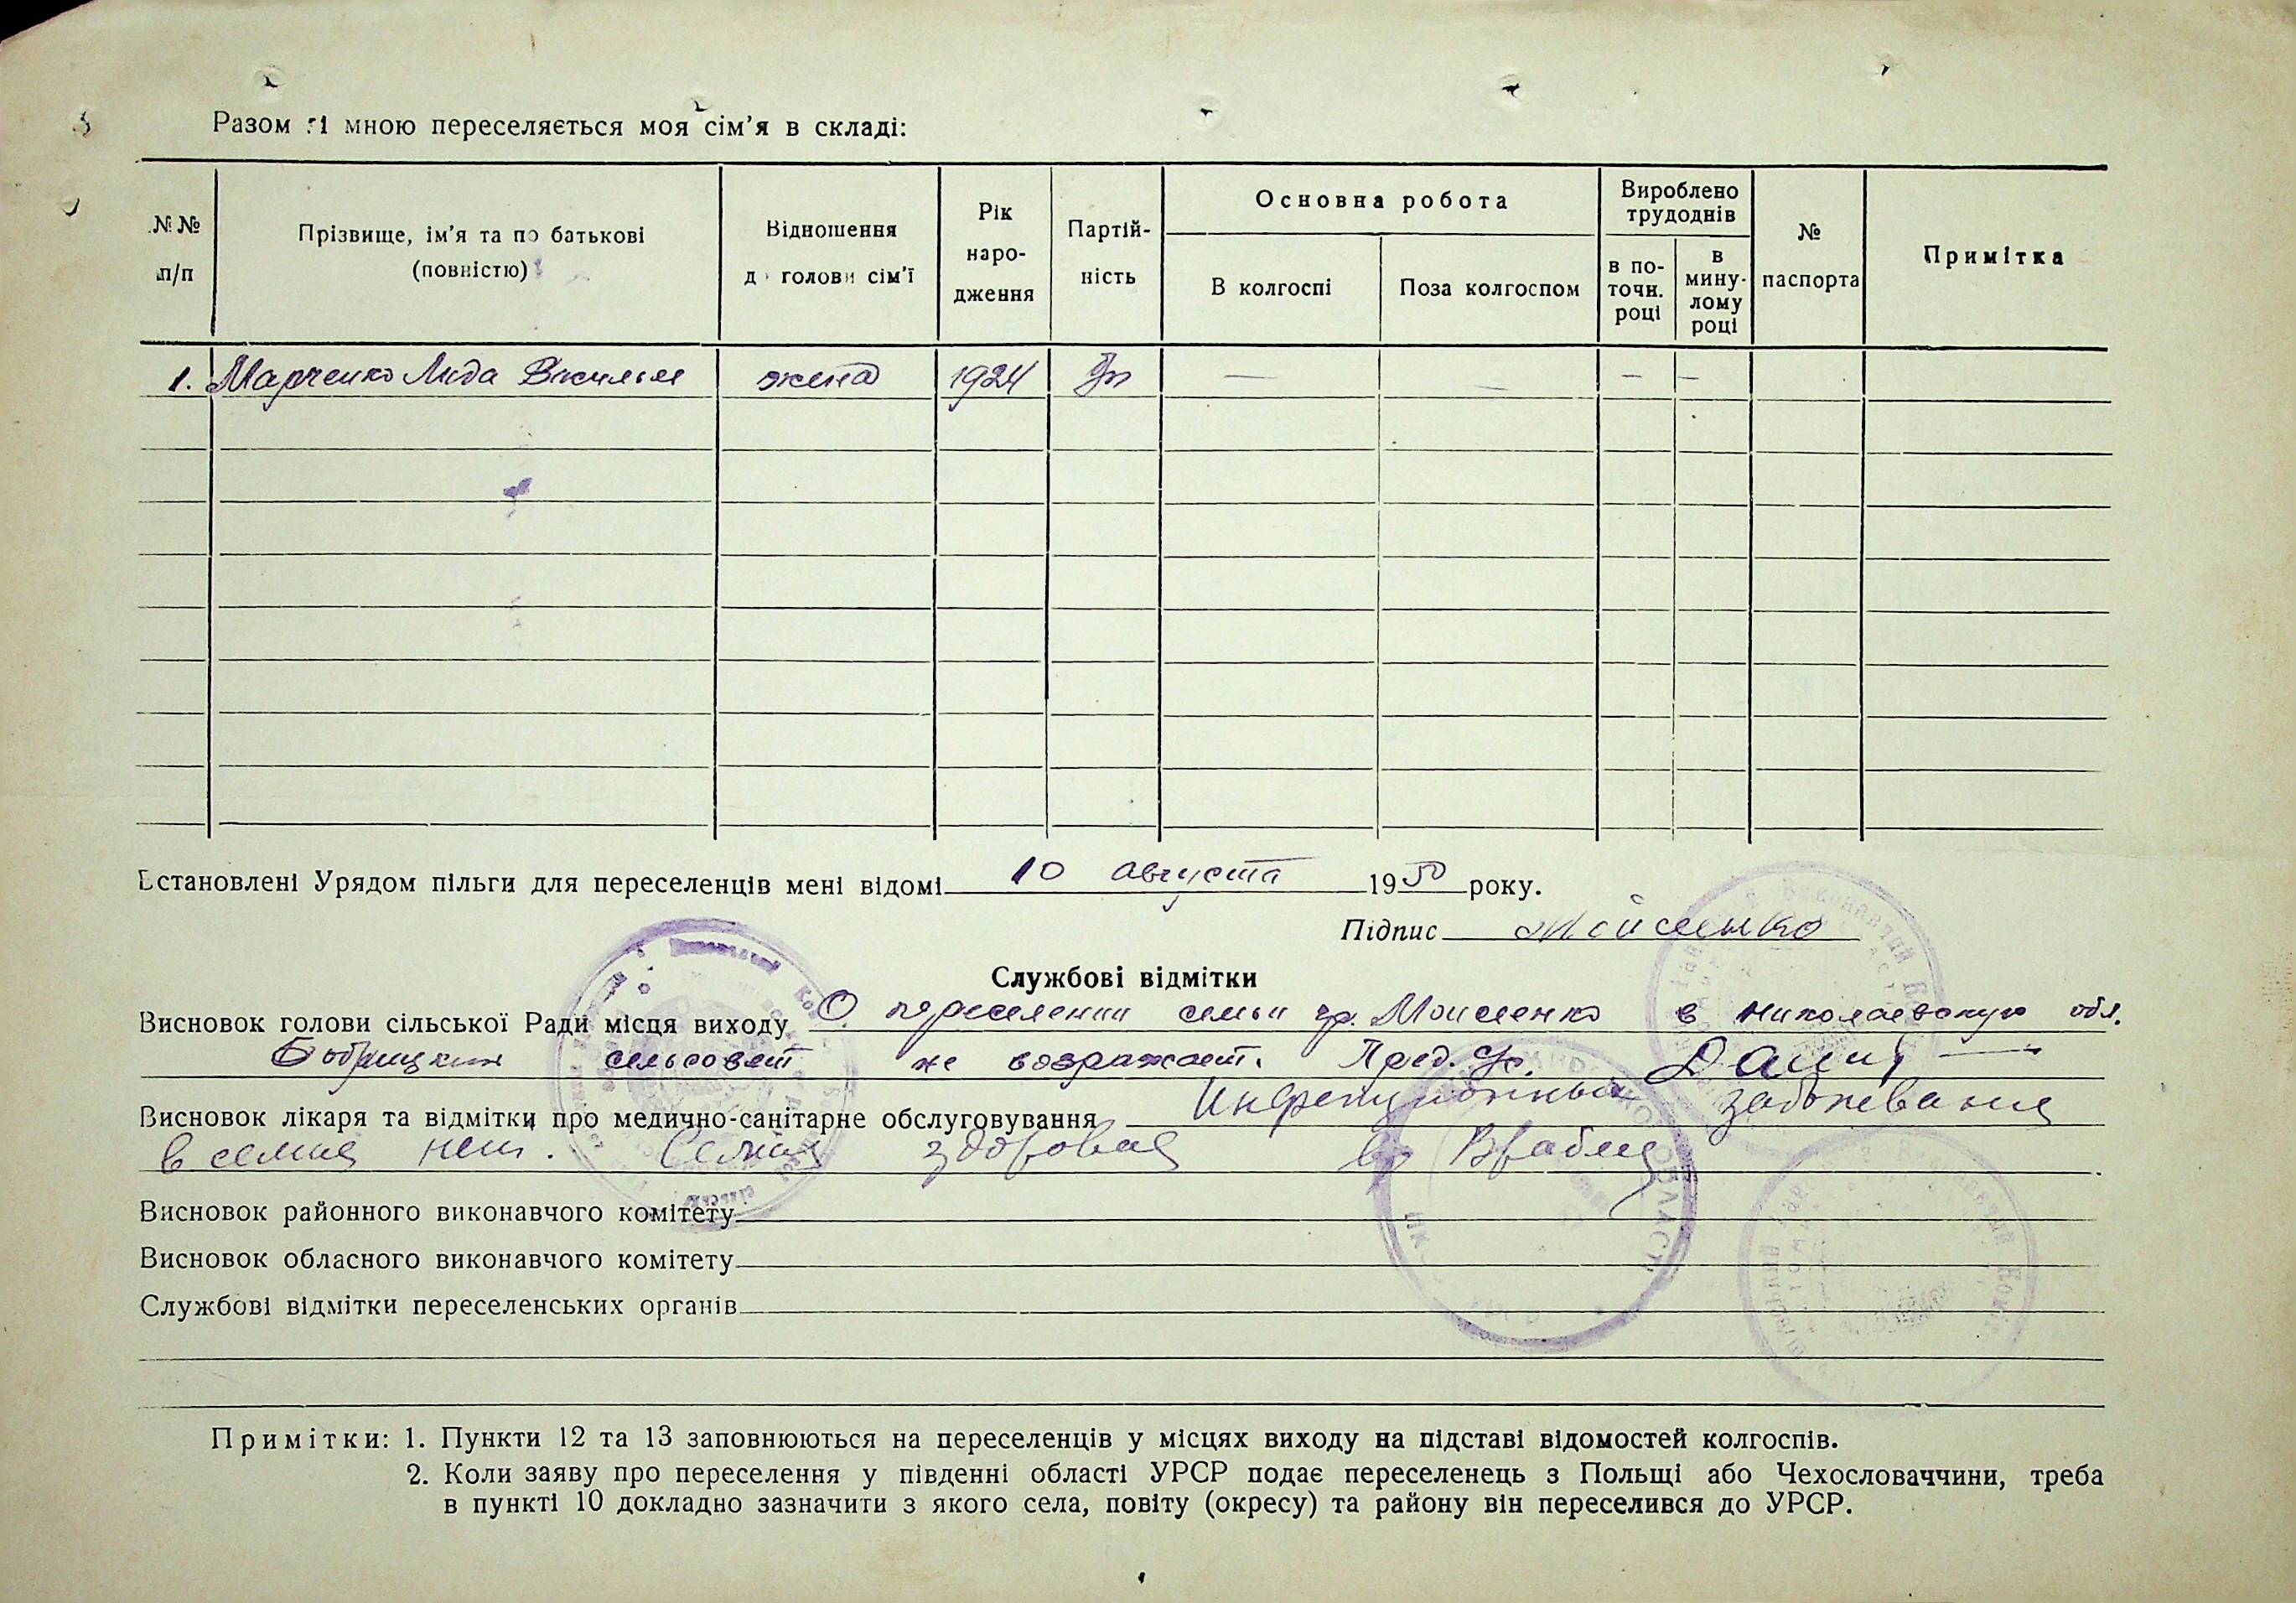 Разом зі мною переселяється моя сім'я в складі:
№№ п/п
Прізвище, ім'я та по батькові (повністю)
Відношення до голови сім'ї
Рік народження
Партійність
Основна робота
В колгоспі
Поза колгоспом
Вироблено трудоднів
в поточн. році
в минулому році
№ паспорта
Примітка
1. Марченко Лида Васильев жена 1924 — — — —
Встановлені Урядом пільги для переселенців мені відомі 10 августа 1950 року.
Підпис Мойсеенко
Службові відмітки
Висновок голови сільської Ради місця виходу О переселении семьи гр. Моисеенко в Николаевскую обл.
Бобрицкий сельсовет не возражает. Пред. с/с.
Висновок лікаря та відмітки про медично-санітарне обслуговування Инфекционных заболевания
в семье нет. Семья здоровая вр
Висновок районного виконавчого комітету
Висновок обласного виконавчого комітету
Службові відмітки переселенських органів
Примітки: 1. Пункти 12 та 13 заповнюються на переселенців у місцях виходу на підставі відомостей колгоспів.
2. Коли заяву про переселення у південні області УРСР подає переселенець з Польщі або Чехословаччини, треба
в пункті 10 докладно зазначити з якого села, повіту (окресу) та району він переселився до УРСР.